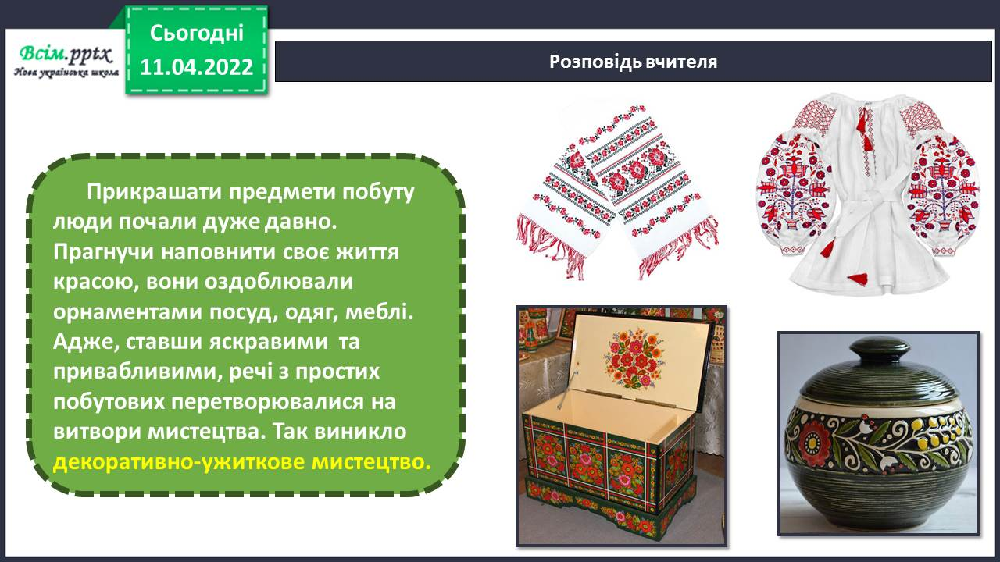 Всім.pptx
Нова українська школа
Сьогодні
11.04.2022
Розповідь вчителя
Прикрашати предмети побуту
люди почали дуже давно.
Прагнучи наповнити своє життя
красою, вони оздоблювали
орнаментами посуд, одяг, меблі.
Адже, ставши яскравими та
привабливими, речі з простих
побутових перетворювалися на
витвори мистецтва. Так виникло
декоративно-ужиткове мистецтво.